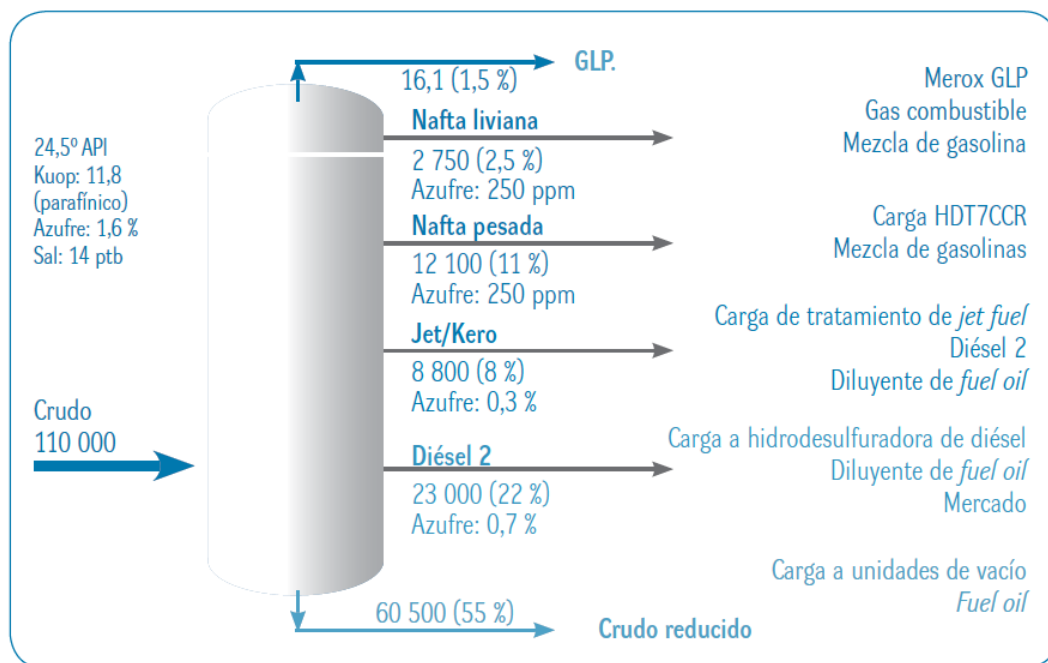 GLP.
16,1 (1,5 %)
Merox GLP
Gas combustible
Mezcla de gasolina
Nafta liviana
2 750 (2,5 %)
Azufre: 250 ppm
24,5º API
Kuop: 11,8
(parafínico)
Azufre: 1,6 %
Sal: 14 ptb
Nafta pesada
12 100 (11 %)
Azufre: 250 ppm
Carga HDT7CCR
Mezcla de gasolinas
Jet/Kero
8 800 (8 %)
Azufre: 0,3 %
Carga de tratamiento de jet fuel
Diésel 2
Diluyente de fuel oil
Crudo
110 000
Diésel 2
23 000 (22 %)
Azufre: 0,7 %
Carga a hidrodesulfuradora de diésel
Diluyente de fuel oil
Mercado
Carga a unidades de vacío
Fuel oil
60 500 (55 %)
Crudo reducido